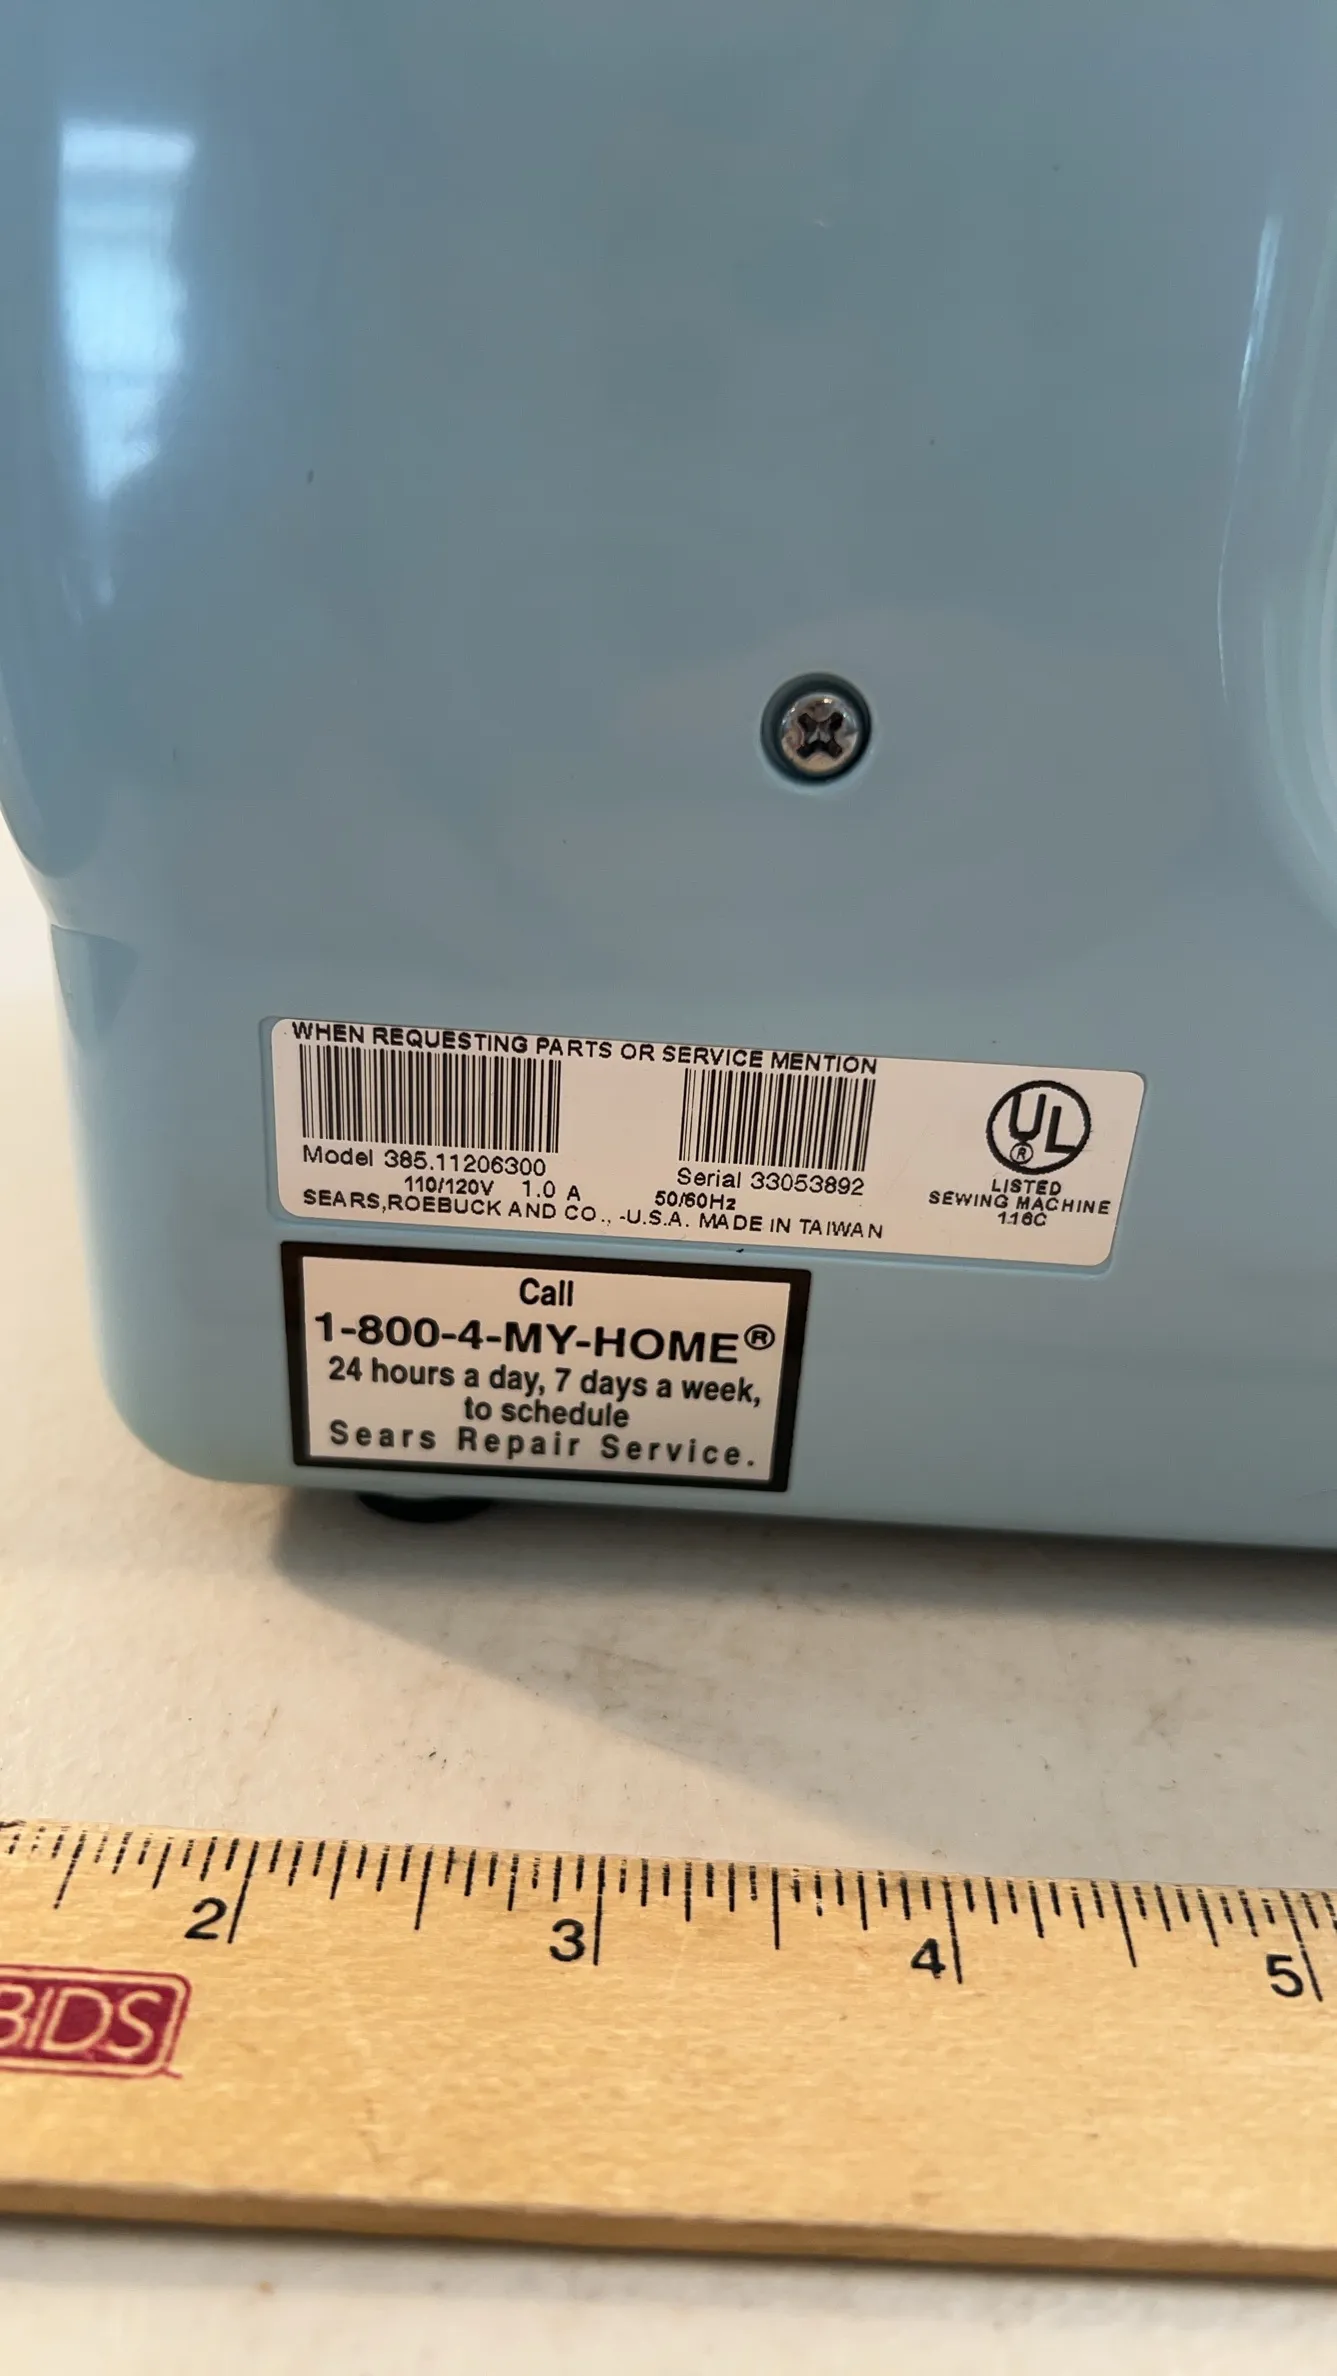 WHEN REQUESTING PARTS OR SERVICE MENTION
Model 385.11206300
Serial 33053892
110/120V 1.0 A 50/60Hz
SEARS,ROEBUCK AND CO., -U.S.A. MADE IN TAIWAN
UL
®
LISTED
SEWING MACHINE
116C
Call
1-800-4-MY-HOME®
24 hours a day, 7 days a week,
to schedule
Sears Repair Service.
2 3 4 5
BIDS